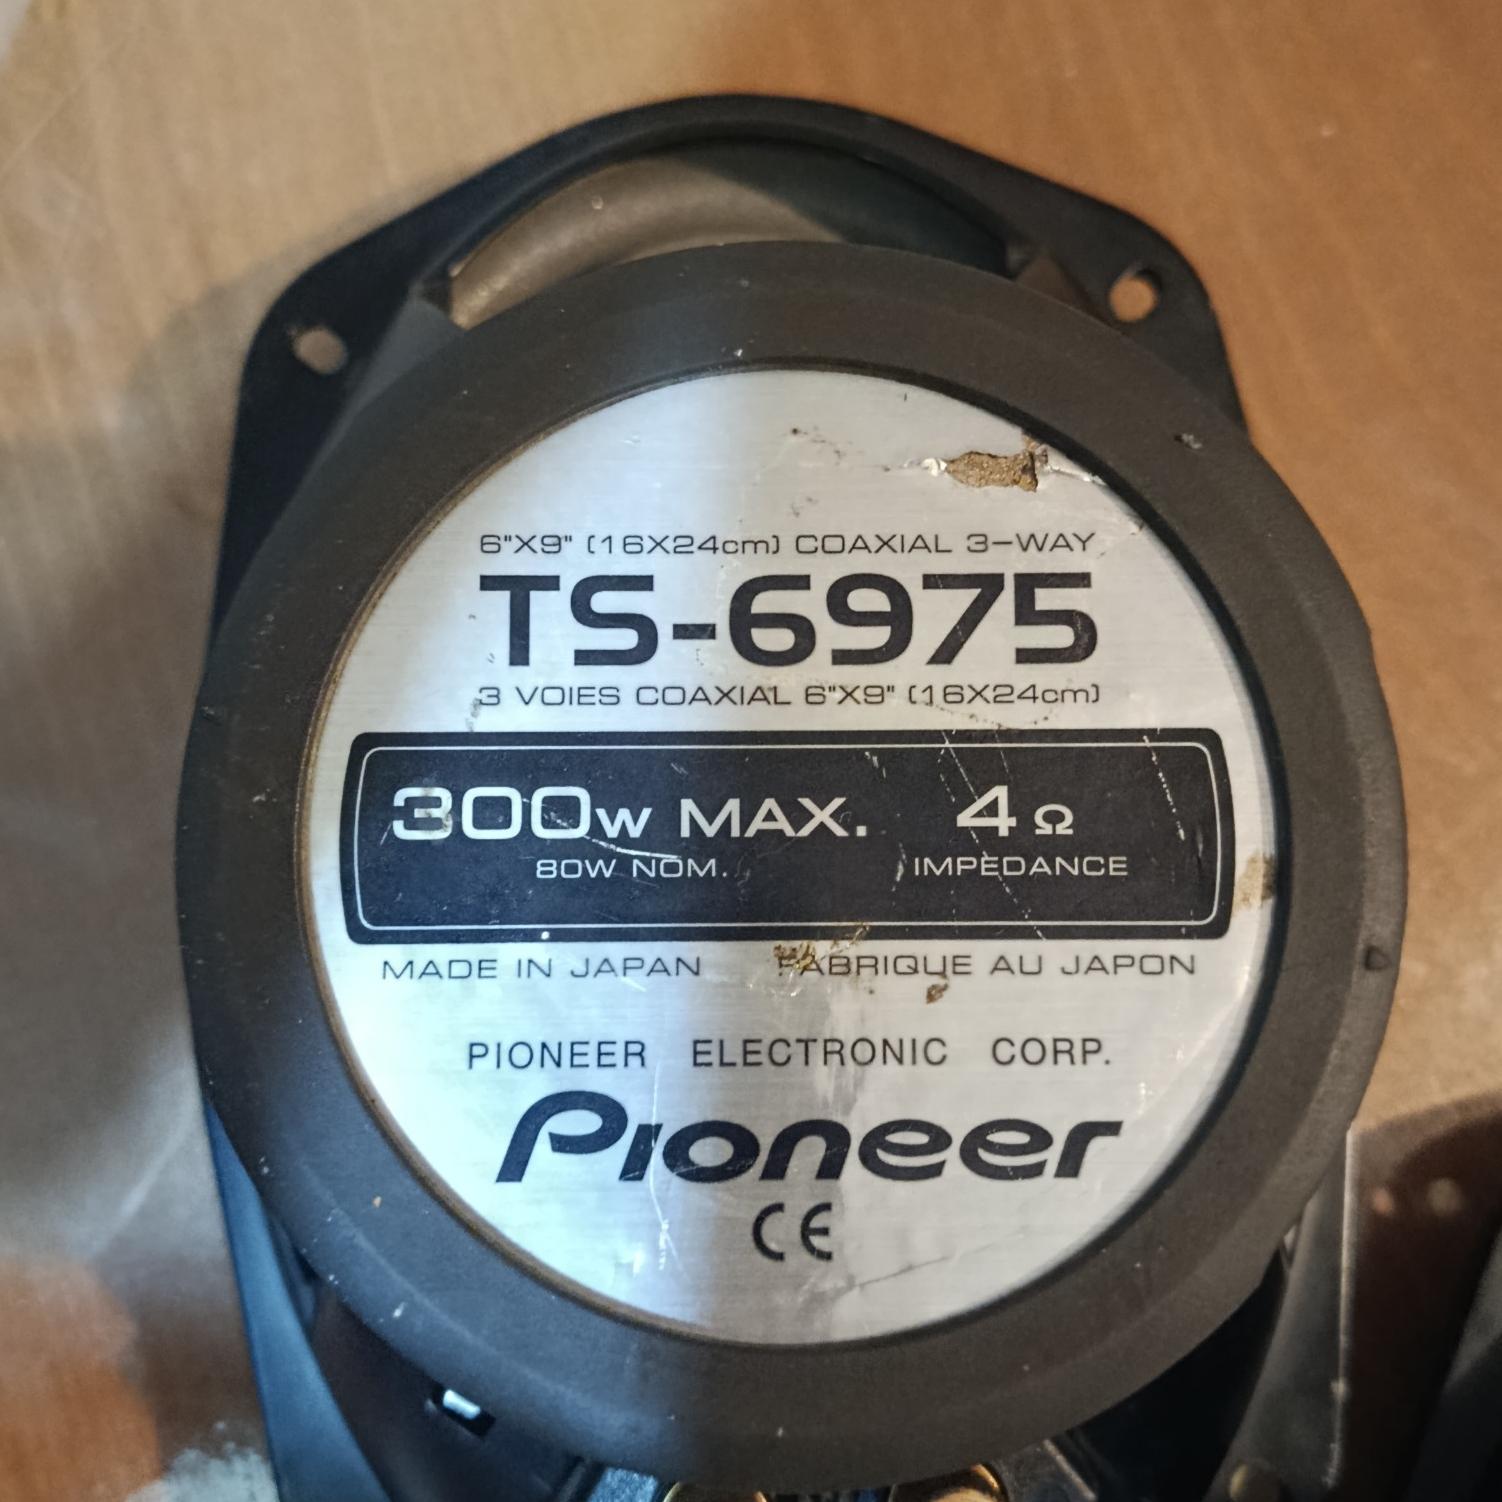 6"X9" (16X24cm) COAXIAL 3-WAY
TS-6975
3 VOIES COAXIAL 6"X9" (16X24cm)
300W MAX. 4 Ω
80W NOM. IMPEDANCE
MADE IN JAPAN FABRIQUE AU JAPON
PIONEER ELECTRONIC CORP.
Pioneer
CE